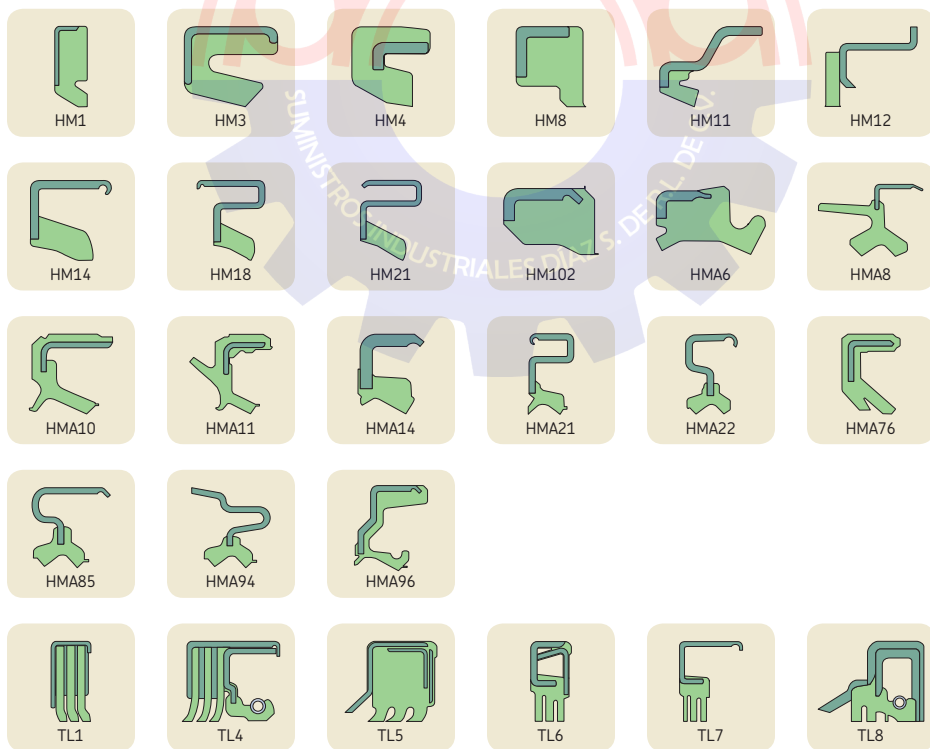 HM1 HM3 HM4 HM8 HM11 HM12
HM14 HM18 HM21 HM102 HMA6 HMA8
HMA10 HMA11 HMA14 HMA21 HMA22 HMA76
HMA85 HMA94 HMA96
TL1 TL4 TL5 TL6 TL7 TL8
SUMINISTROS INDUSTRIALES DIAZ S. DE R.L. DE C.V.